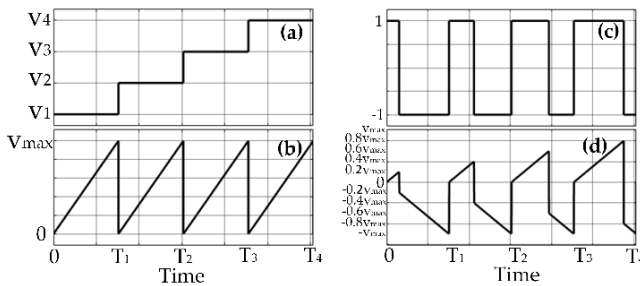 V4
(a)
V3
V2
V1
Vmax
(b)
0
0
T1
T2
T3
T4
Time
1
(c)
-1
Vmax
0.8Vmax
(d)
0.6Vmax
0.4Vmax
0.2Vmax
0
-0.2Vmax
-0.4Vmax
-0.6Vmax
-0.8Vmax
-Vmax
0
T1
T2
T3
Time